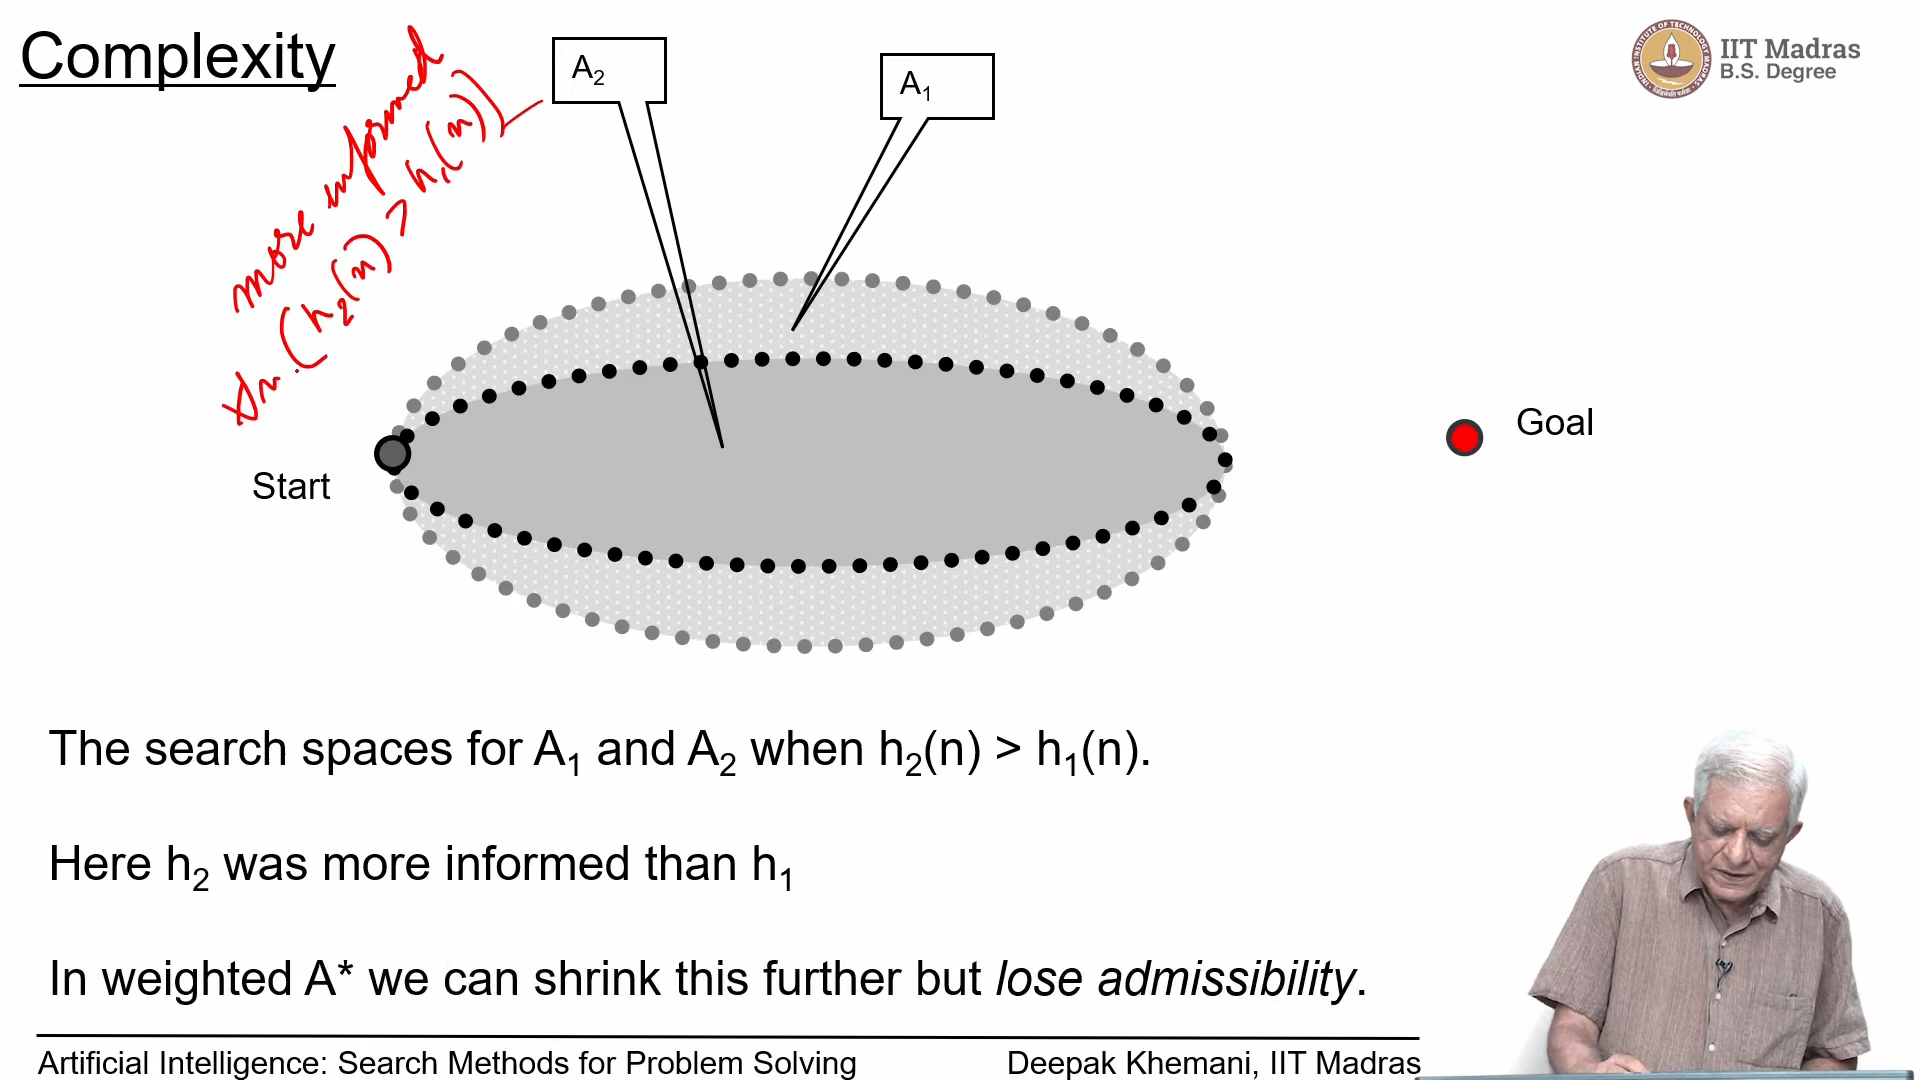 Complexity
more informed
∀n.(h₂(n) > h₁(n))
A₂
A₁
IIT Madras
B.S. Degree
Start
Goal
The search spaces for A₁ and A₂ when h₂(n) > h₁(n).
Here h₂ was more informed than h₁
In weighted A* we can shrink this further but lose admissibility.
Artificial Intelligence: Search Methods for Problem Solving
Deepak Khemani, IIT Madras